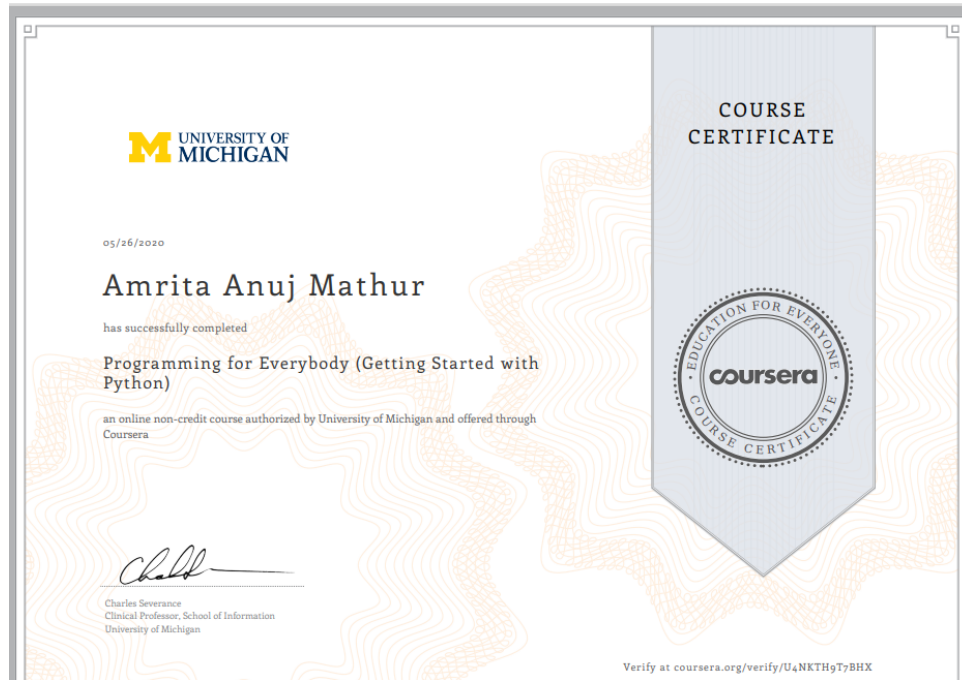 UNIVERSITY OF
MICHIGAN
05/26/2020
Amrita Anuj Mathur
has successfully completed
Programming for Everybody (Getting Started with
Python)
an online non-credit course authorized by University of Michigan and offered through
Coursera
Charles Severance
Clinical Professor, School of Information
University of Michigan
COURSE
CERTIFICATE
EDUCATION FOR EVERYONE
coursera
COURSE CERTIFICATE
Verify at coursera.org/verify/U4NKTH9T7BHX